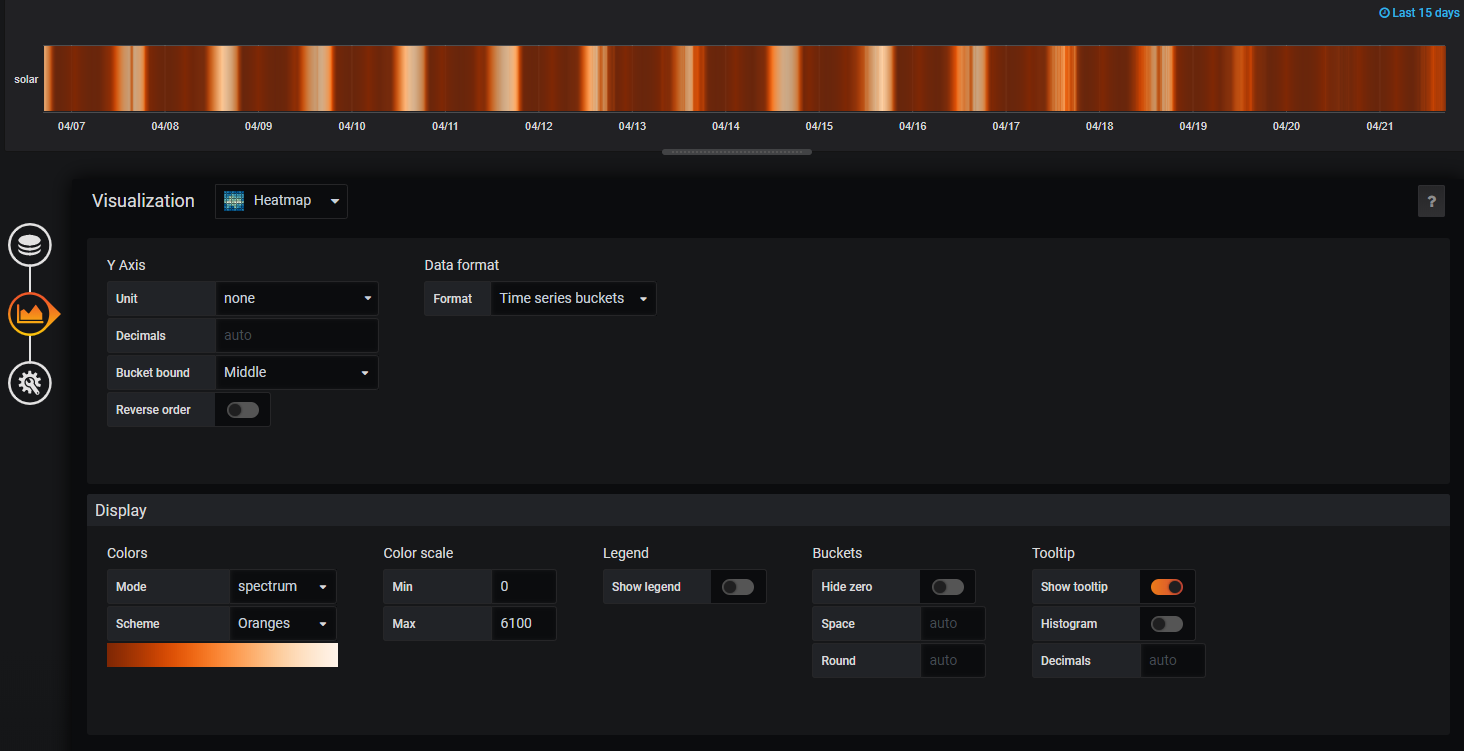 Last 15 days
solar
04/07 04/08 04/09 04/10 04/11 04/12 04/13 04/14 04/15 04/16 04/17 04/18 04/19 04/20 04/21
Visualization Heatmap ?
Y Axis Data format
Unit none Format Time series buckets
Decimals auto
Bucket bound Middle
Reverse order
Display
Colors Color scale Legend Buckets Tooltip
Mode spectrum Min 0 Show legend Hide zero Show tooltip
Scheme Oranges Max 6100 Space auto Histogram
Round auto Decimals auto